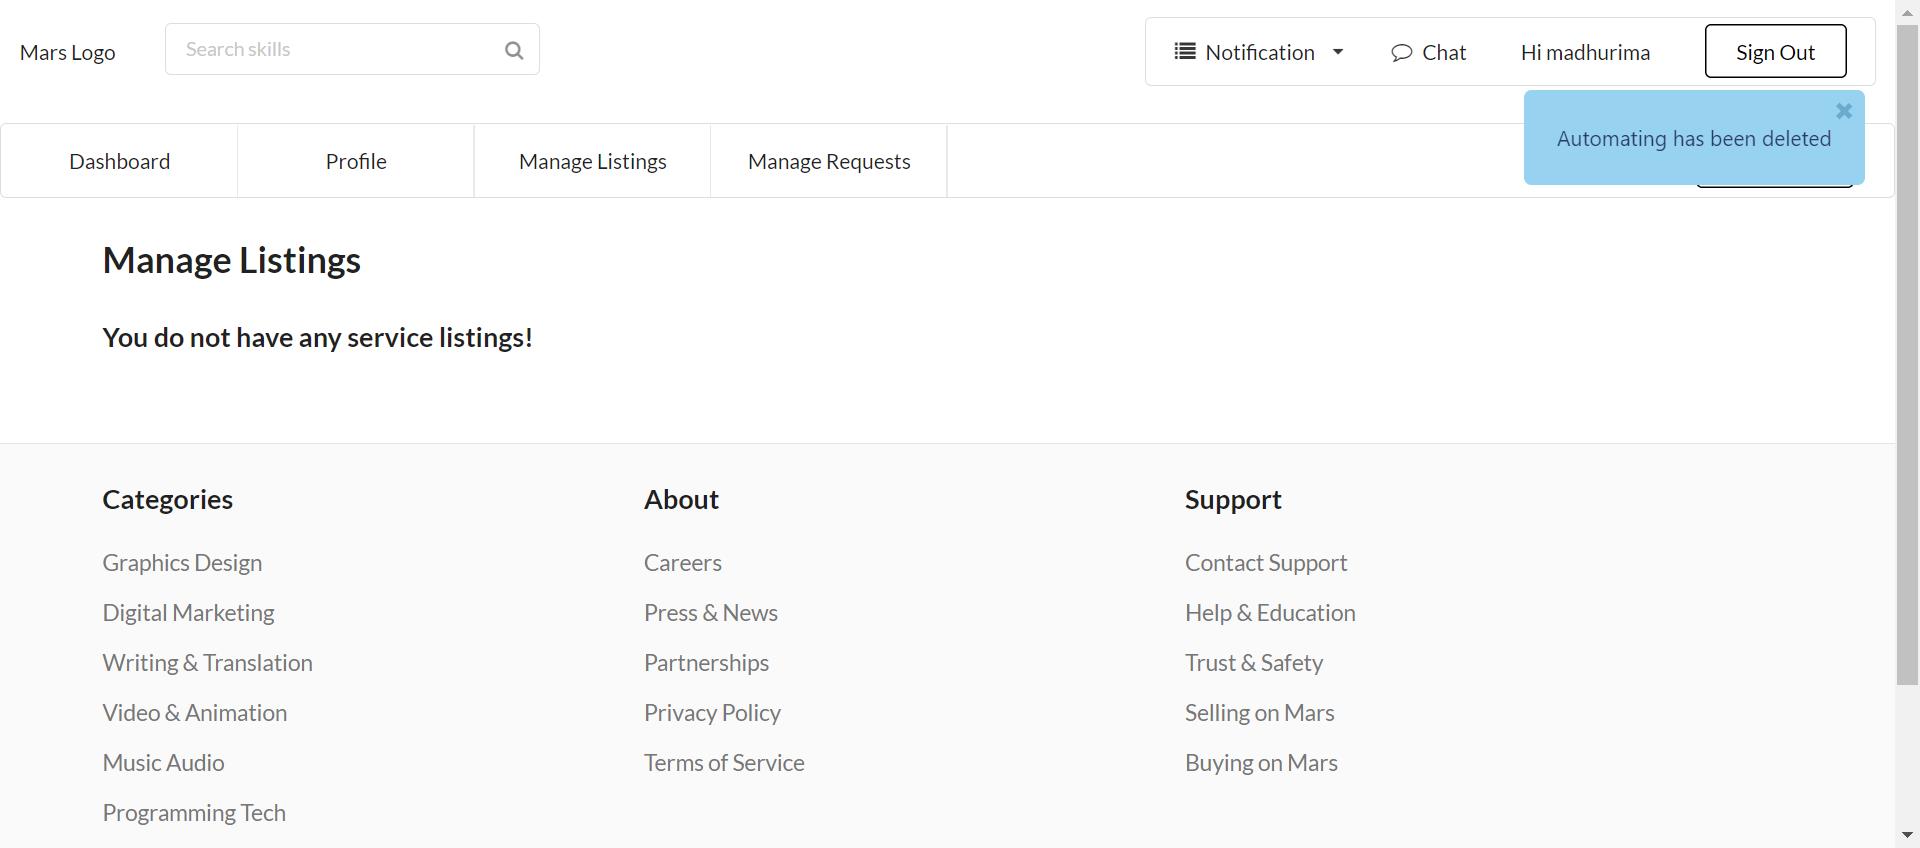 Mars Logo
Search skills
Notification
Chat
Hi madhurima
Sign Out
Automating has been deleted
Dashboard
Profile
Manage Listings
Manage Requests
Manage Listings
You do not have any service listings!
Categories
Graphics Design
Digital Marketing
Writing & Translation
Video & Animation
Music Audio
Programming Tech
About
Careers
Press & News
Partnerships
Privacy Policy
Terms of Service
Support
Contact Support
Help & Education
Trust & Safety
Selling on Mars
Buying on Mars